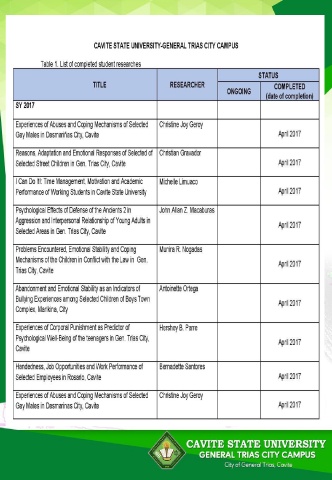 CAVITE STATE UNIVERSITY-GENERAL TRIAS CITY CAMPUS
Table 1. List of completed student researches
TITLE
RESEARCHER
STATUS
ONGOING
COMPLETED
(date of completion)
SY 2017
Experiences of Abuses and Coping Mechanisms of Selected
Gay Males in Dasmariñas City, Cavite
Christine Joy Geroy
April 2017
Reasons, Adaptation and Emotional Responses of Selected of
Selected Street Children in Gen. Trias City, Cavite
Christian Gravador
April 2017
I Can Do It!: Time Management, Motivation and Academic
Performance of Working Students in Cavite State University
Michelle Limuaco
April 2017
Psychological Effects of Defense of the Ancients 2 in
Aggression and Interpersonal Relationship of Young Adults in
Selected Areas in Gen. Trias City, Cavite
John Allan Z. Macaburas
April 2017
Problems Encountered, Emotional Stability and Coping
Mechanisms of the Children in Conflict with the Law in Gen.
Trias City, Cavite
Munira R. Nogades
April 2017
Abandonment and Emotional Stability as an Indicators of
Bullying Experiences among Selected Children of Boys Town
Complex, Marikina, City
Antoinette Ortega
April 2017
Experiences of Corporal Punishment as Predictor of
Psychological Well-Being of the teenagers in Gen. Trias City,
Cavite
Hershey B. Parre
April 2017
Handedness, Job Opportunities and Work Performance of
Selected Employees in Rosario, Cavite
Bernadette Santores
April 2017
Experiences of Abuses and Coping Mechanisms of Selected
Gay Males in Dasmarinas City, Cavite
Christine Joy Geroy
April 2017
CAVITE STATE UNIVERSITY
GENERAL TRIAS CITY CAMPUS
City of General Trias, Cavite